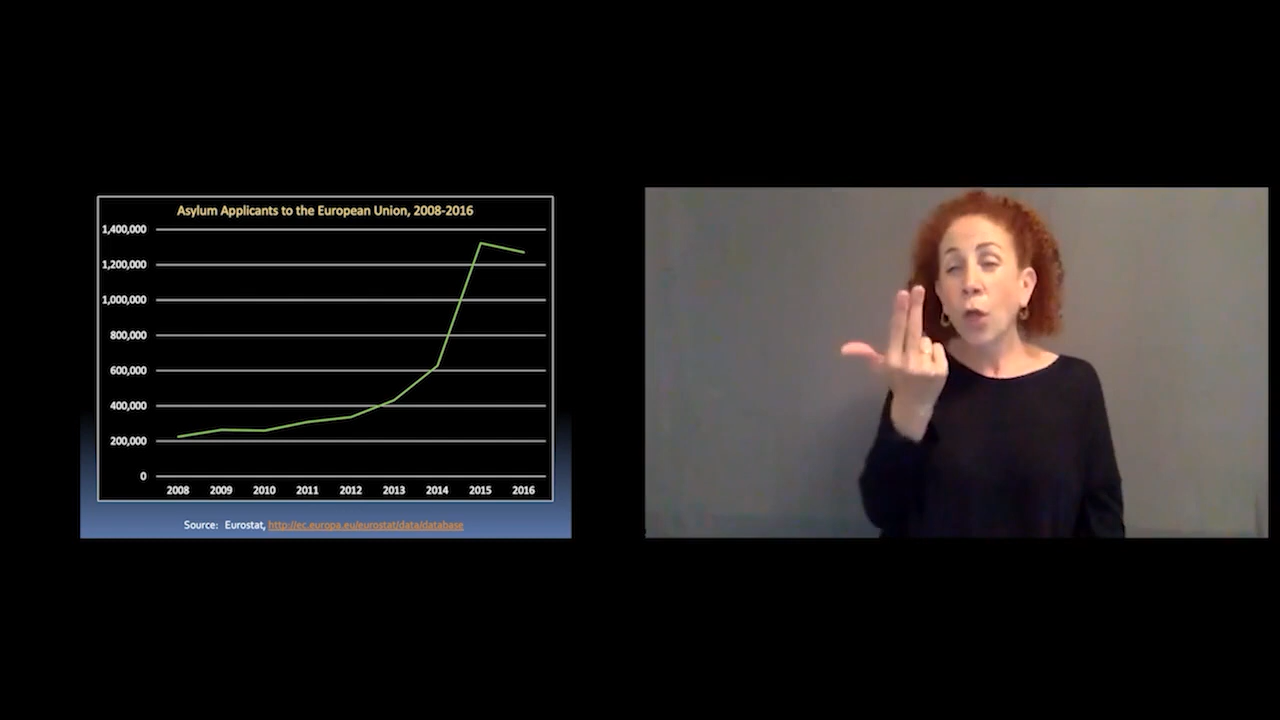 Asylum Applicants to the European Union, 2008-2016
1,400,000
1,200,000
1,000,000
800,000
600,000
400,000
200,000
0
2008 2009 2010 2011 2012 2013 2014 2015 2016
Source: Eurostat, http://ec.europa.eu/eurostat/data/database